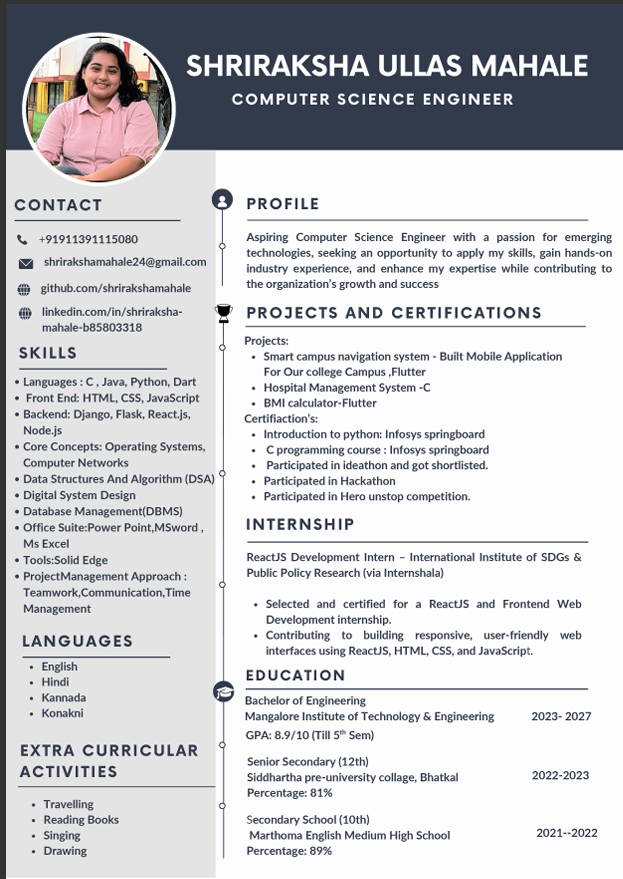 SHRIRAKSHA ULLAS MAHALE
COMPUTER SCIENCE ENGINEER
CONTACT
+91911391115080
shrirakshamahale24@gmail.com
github.com/shrirakshamahale
linkedin.com/in/shriraksha-
mahale-b85803318
SKILLS
• Languages : C , Java, Python, Dart
• Front End: HTML, CSS, JavaScript
• Backend: Django, Flask, React.js,
Node.js
• Core Concepts: Operating Systems,
Computer Networks
• Data Structures And Algorithm (DSA)
• Digital System Design
• Database Management(DBMS)
• Office Suite:Power Point,MSword ,
Ms Excel
• Tools:Solid Edge
• ProjectManagement Approach :
Teamwork,Communication,Time
Management
LANGUAGES
• English
• Hindi
• Kannada
• Konakni
EXTRA CURRICULAR
ACTIVITIES
• Travelling
• Reading Books
• Singing
• Drawing
PROFILE
Aspiring Computer Science Engineer with a passion for emerging
technologies, seeking an opportunity to apply my skills, gain hands-on
industry experience, and enhance my expertise while contributing to
the organization's growth and success
PROJECTS AND CERTIFICATIONS
Projects:
• Smart campus navigation system - Built Mobile Application
For Our college Campus ,Flutter
• Hospital Management System -C
• BMI calculator-Flutter
Certifiaction's:
• Introduction to python: Infosys springboard
• C programming course : Infosys springboard
• Participated in ideathon and got shortlisted.
• Participated in Hackathon
• Participated in Hero unstop competition.
INTERNSHIP
ReactJS Development Intern – International Institute of SDGs &
Public Policy Research (via Internshala)
• Selected and certified for a ReactJS and Frontend Web
Development internship.
• Contributing to building responsive, user-friendly web
interfaces using ReactJS, HTML, CSS, and JavaScript.
EDUCATION
Bachelor of Engineering
Mangalore Institute of Technology & Engineering 2023- 2027
GPA: 8.9/10 (Till 5th Sem)
Senior Secondary (12th)
Siddhartha pre-university collage, Bhatkal 2022-2023
Percentage: 81%
Secondary School (10th)
Marthoma English Medium High School 2021--2022
Percentage: 89%